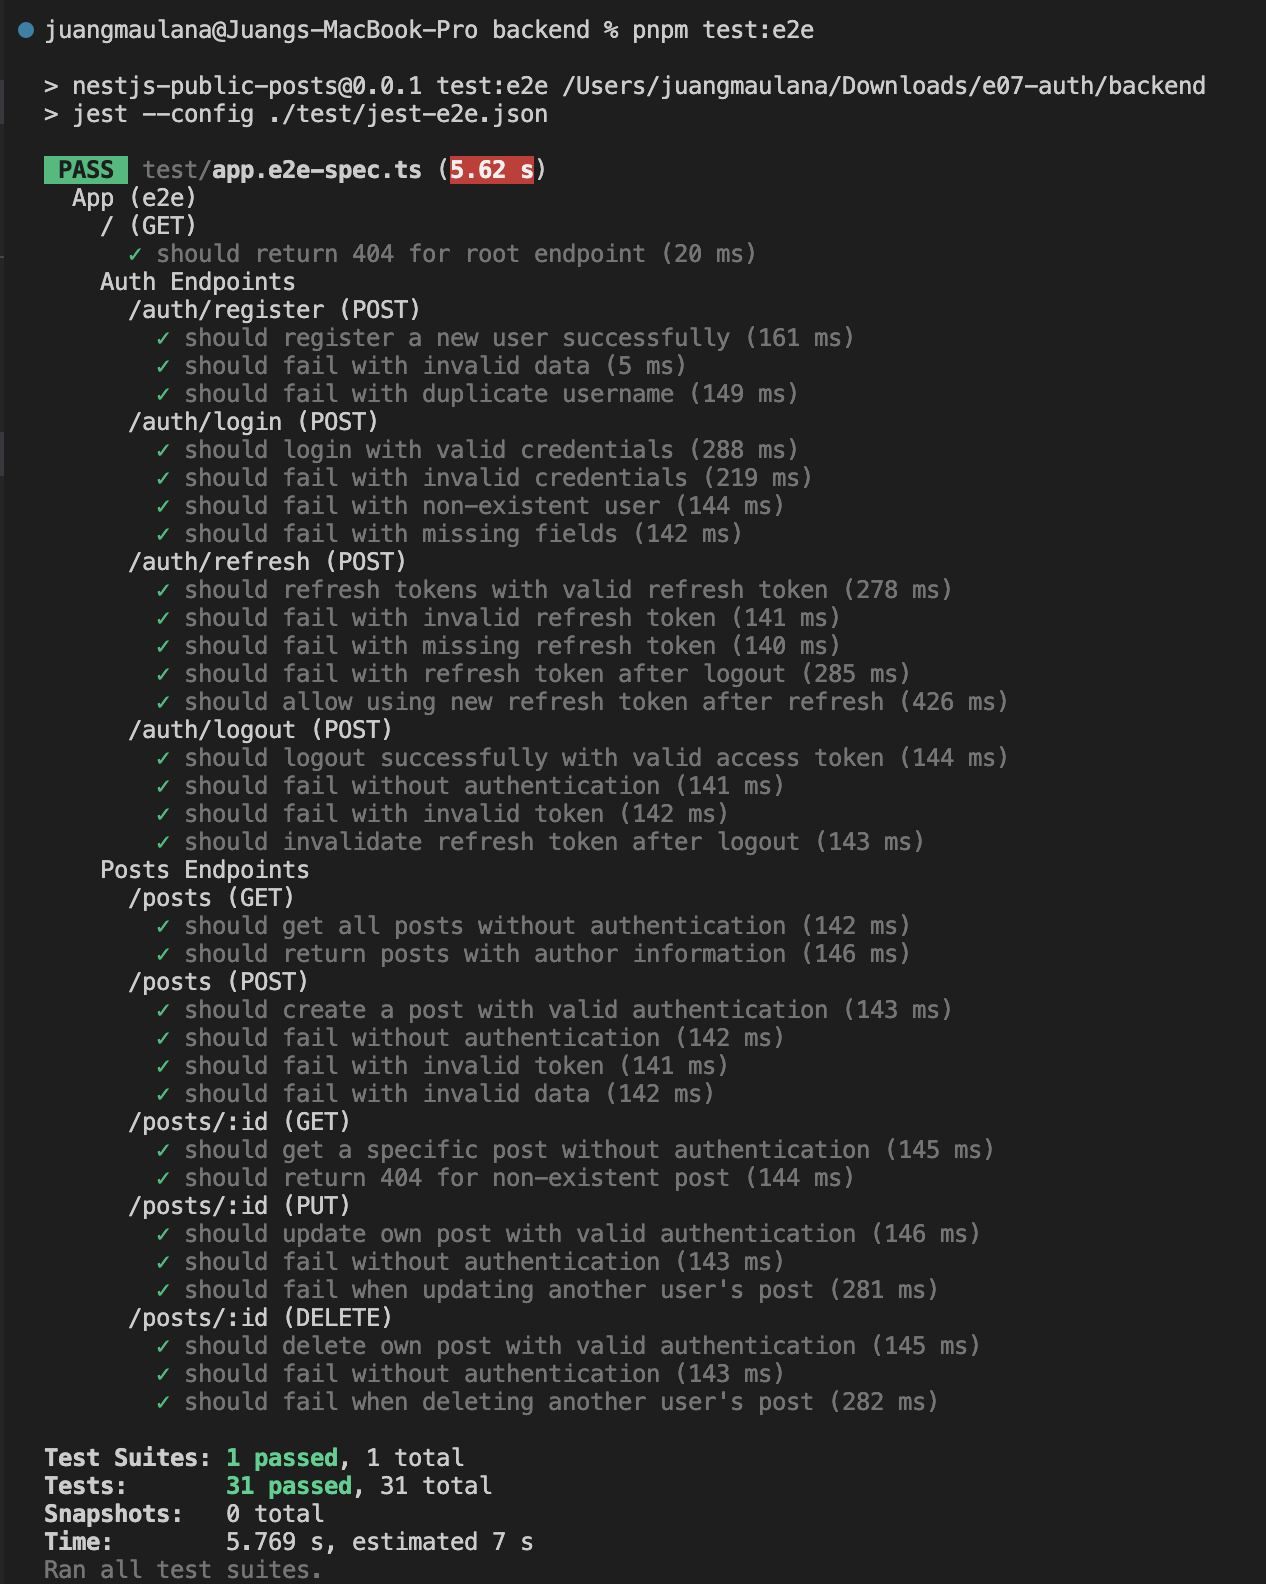 juangmaulana@Juangs-MacBook-Pro backend % pnpm test:e2e
> nestjs-public-posts@0.0.1 test:e2e /Users/juangmaulana/Downloads/e07-auth/backend
> jest --config ./test/jest-e2e.json
PASS test/app.e2e-spec.ts (5.62 s)
App (e2e)
/ (GET)
✓ should return 404 for root endpoint (20 ms)
Auth Endpoints
/auth/register (POST)
✓ should register a new user successfully (161 ms)
✓ should fail with invalid data (5 ms)
✓ should fail with duplicate username (149 ms)
/auth/login (POST)
✓ should login with valid credentials (288 ms)
✓ should fail with invalid credentials (219 ms)
✓ should fail with non-existent user (144 ms)
✓ should fail with missing fields (142 ms)
/auth/refresh (POST)
✓ should refresh tokens with valid refresh token (278 ms)
✓ should fail with invalid refresh token (141 ms)
✓ should fail with missing refresh token (140 ms)
✓ should fail with refresh token after logout (285 ms)
✓ should allow using new refresh token after refresh (426 ms)
/auth/logout (POST)
✓ should logout successfully with valid access token (144 ms)
✓ should fail without authentication (141 ms)
✓ should fail with invalid token (142 ms)
✓ should invalidate refresh token after logout (143 ms)
Posts Endpoints
/posts (GET)
✓ should get all posts without authentication (142 ms)
✓ should return posts with author information (146 ms)
/posts (POST)
✓ should create a post with valid authentication (143 ms)
✓ should fail without authentication (142 ms)
✓ should fail with invalid token (141 ms)
✓ should fail with invalid data (142 ms)
/posts/:id (GET)
✓ should get a specific post without authentication (145 ms)
✓ should return 404 for non-existent post (144 ms)
/posts/:id (PUT)
✓ should update own post with valid authentication (146 ms)
✓ should fail without authentication (143 ms)
✓ should fail when updating another user's post (281 ms)
/posts/:id (DELETE)
✓ should delete own post with valid authentication (145 ms)
✓ should fail without authentication (143 ms)
✓ should fail when deleting another user's post (282 ms)
Test Suites: 1 passed, 1 total
Tests: 31 passed, 31 total
Snapshots: 0 total
Time: 5.769 s, estimated 7 s
Ran all test suites.